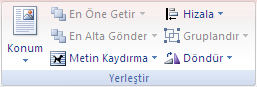 En Öne Getir
Hizala
Konum
En Alta Gönder
Gruplandır
Metin Kaydırma
Döndür
Yerleştir